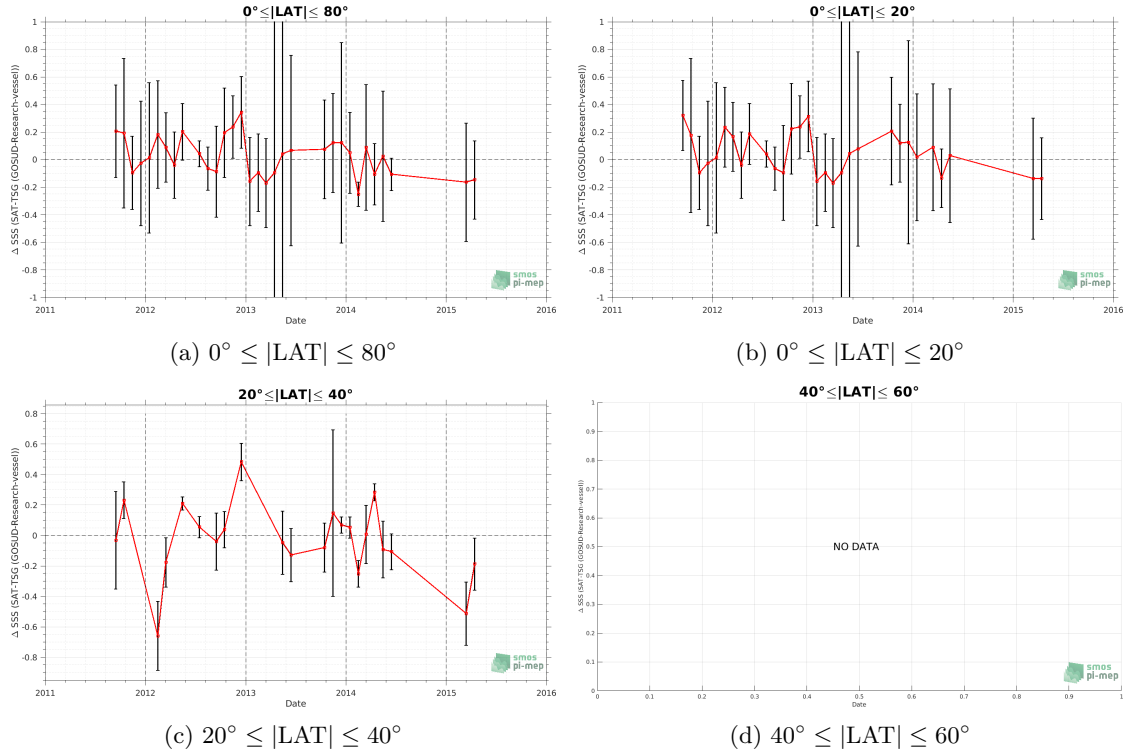 0°≤|LAT|≤ 80°
Δ SSS (SAT-TSG (GOSUD-Research-vessel))
1
0.8
0.6
0.4
0.2
0
-0.2
-0.4
-0.6
-0.8
-1
2011 2012 2013 2014 2015 2016
Date
smos
pi-mep
(a) 0° ≤ |LAT| ≤ 80°
0°≤|LAT|≤ 20°
Δ SSS (SAT-TSG (GOSUD-Research-vessel))
1
0.8
0.6
0.4
0.2
0
-0.2
-0.4
-0.6
-0.8
-1
2011 2012 2013 2014 2015 2016
Date
smos
pi-mep
(b) 0° ≤ |LAT| ≤ 20°
20°≤|LAT|≤ 40°
Δ SSS (SAT-TSG (GOSUD-Research-vessel))
0.8
0.6
0.4
0.2
0
-0.2
-0.4
-0.6
-0.8
2011 2012 2013 2014 2015 2016
Date
smos
pi-mep
(c) 20° ≤ |LAT| ≤ 40°
40°≤|LAT|≤ 60°
Δ SSS (SAT-TSG (GOSUD-Research-vessel))
1
0.9
0.8
0.7
0.6
0.5
0.4
0.3
0.2
0.1
0
NO DATA
0 0.1 0.2 0.3 0.4 0.5 0.6 0.7 0.8 0.9 1
Date
smos
pi-mep
(d) 40° ≤ |LAT| ≤ 60°